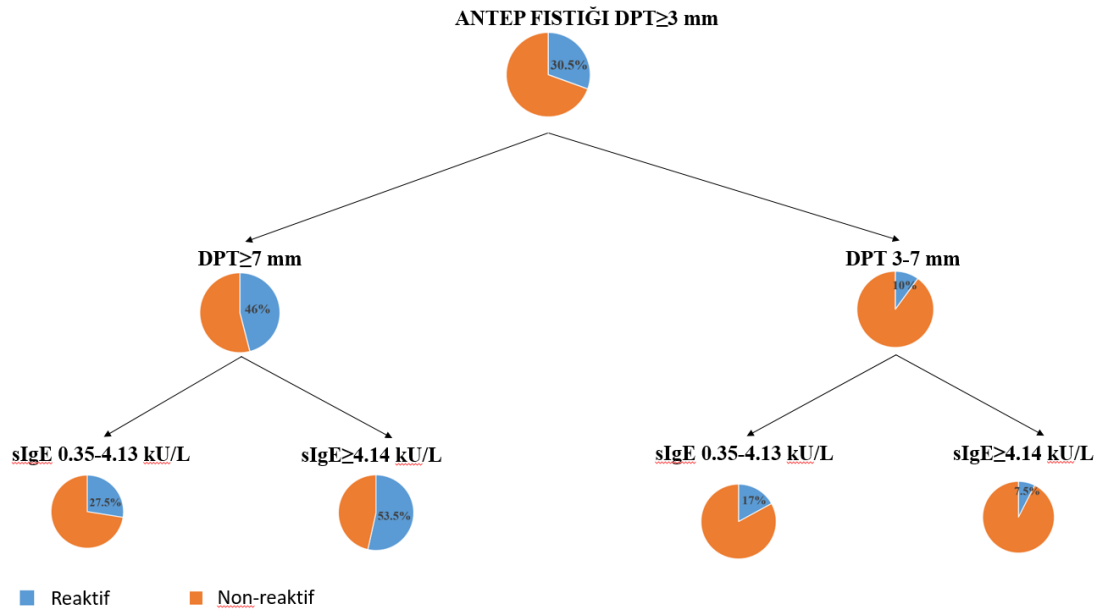 ANTEP FISTIĞI DPT≥3 mm
30.5%
DPT≥7 mm
46%
DPT 3-7 mm
10%
sIgE 0.35-4.13 kU/L
27.5%
sIgE≥4.14 kU/L
53.5%
sIgE 0.35-4.13 kU/L
17%
sIgE≥4.14 kU/L
7.5%
Reaktif
Non-reaktif